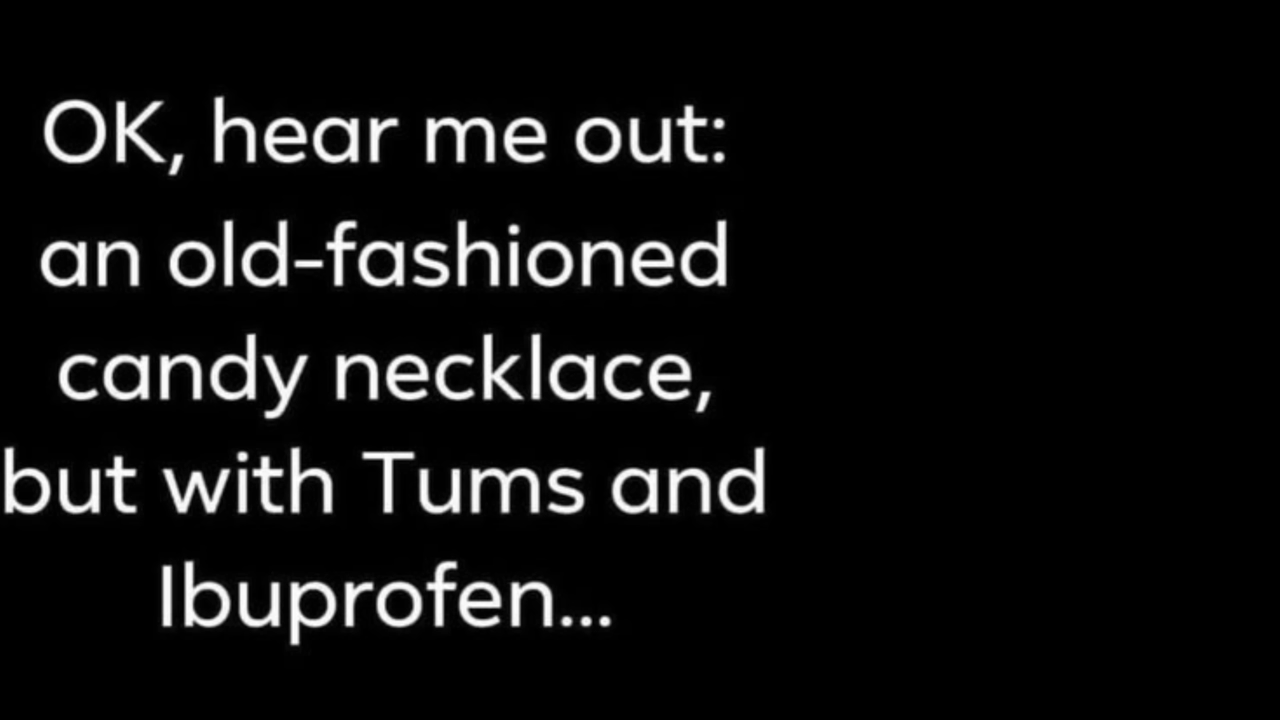 OK, hear me out:
an old-fashioned
candy necklace,
but with Tums and
Ibuprofen...